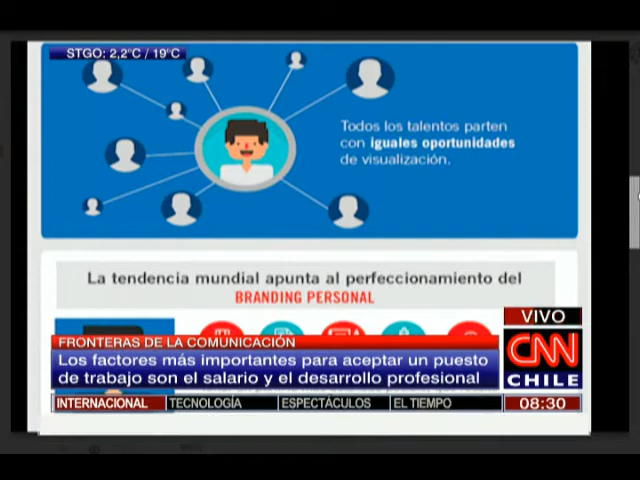 STGO: 2,2°C / 19°C
Todos los talentos parten
con iguales oportunidades
de visualización.
La tendencia mundial apunta al perfeccionamiento del
BRANDING PERSONAL
VIVO
FRONTERAS DE LA COMUNICACIÓN
Los factores más importantes para aceptar un puesto
de trabajo son el salario y el desarrollo profesional
CNN
CHILE
INTERNACIONAL TECNOLOGÍA ESPECTÁCULOS EL TIEMPO
08:30